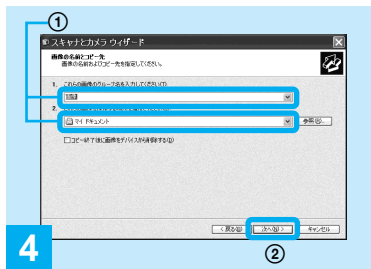 ①
スキャナとカメラ ウィザード
画像の名前とコピー先
画像の名前およびコピー先を指定してください。
1. これらの画像のグループ名を入力してください(T)
2.
マイ ドキュメント
参照(B)...
コピー終了後に画像をデバイスから削除する(D)
4
< 戻る(B) 次へ(N) > キャンセル
②